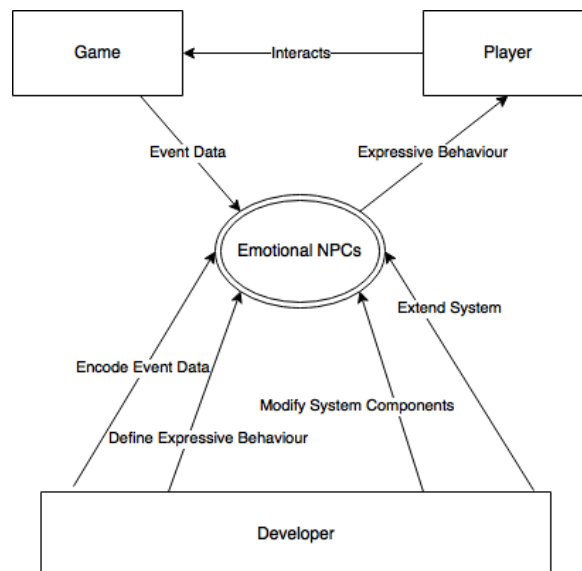 Game
Interacts
Player
Event Data
Expressive Behaviour
Emotional NPCs
Extend System
Encode Event Data
Modify System Components
Define Expressive Behaviour
Developer